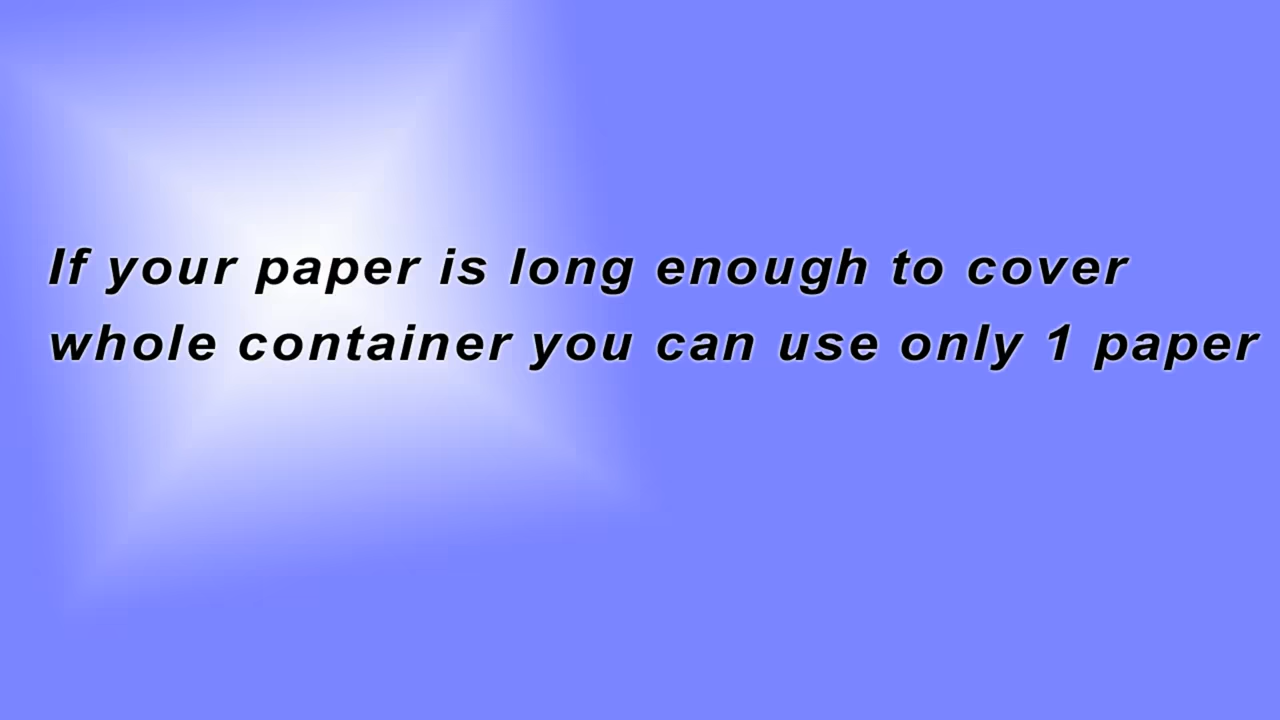 If your paper is long enough to cover
whole container you can use only 1 paper